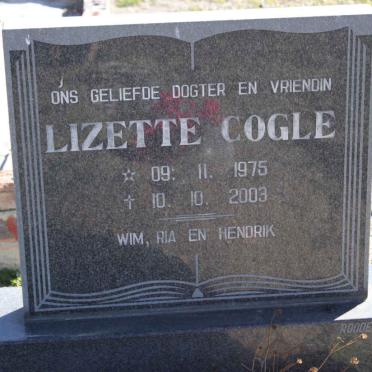 ONS GELIEFDE DOGTER EN VRIENDIN
LIZETTE COGLE
☆ 09. 11. 1975
† 10. 10. 2003
WIM, RIA EN HENDRIK